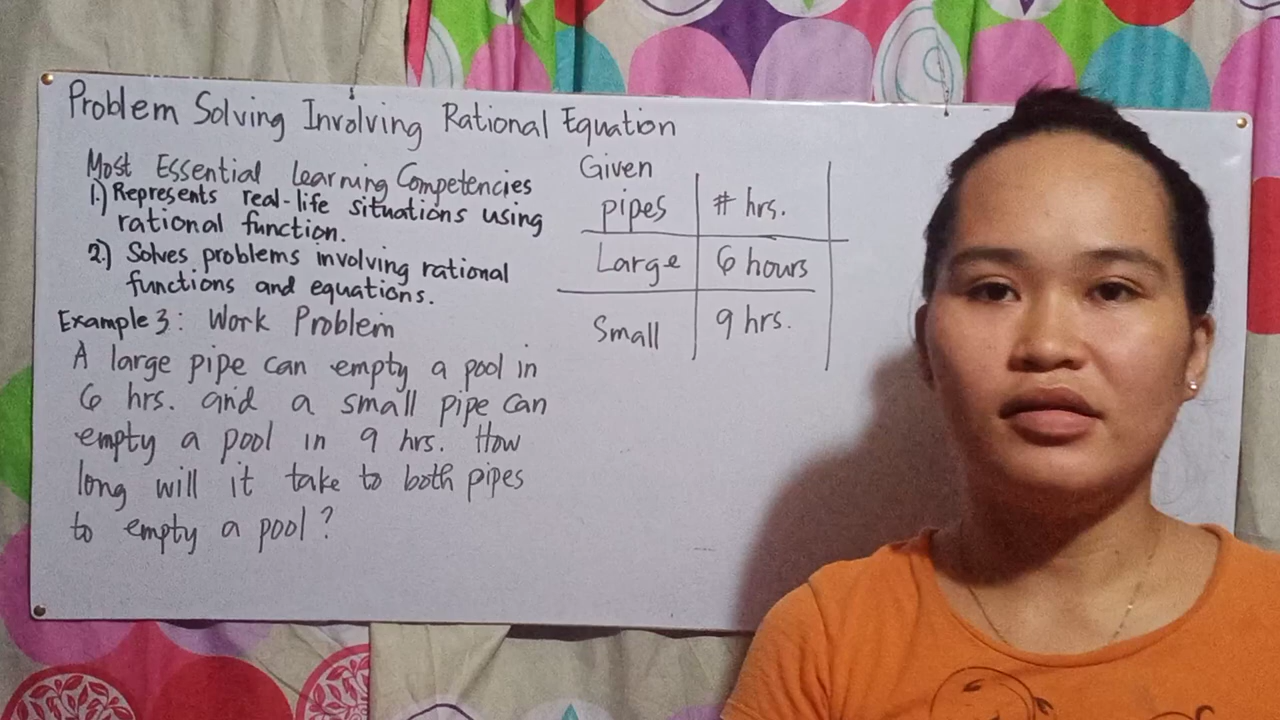 Problem Solving Involving Rational Equation
Most Essential Learning Competencies
1.) Represents real-life situations using
rational function.
2.) Solves problems involving rational
functions and equations.
Example 3: Work Problem
A large pipe can empty a pool in
6 hrs. and a small pipe can
empty a pool in 9 hrs. How
long will it take to both pipes
to empty a pool?
Given
pipes # hrs.
Large 6 hours
Small 9 hrs.